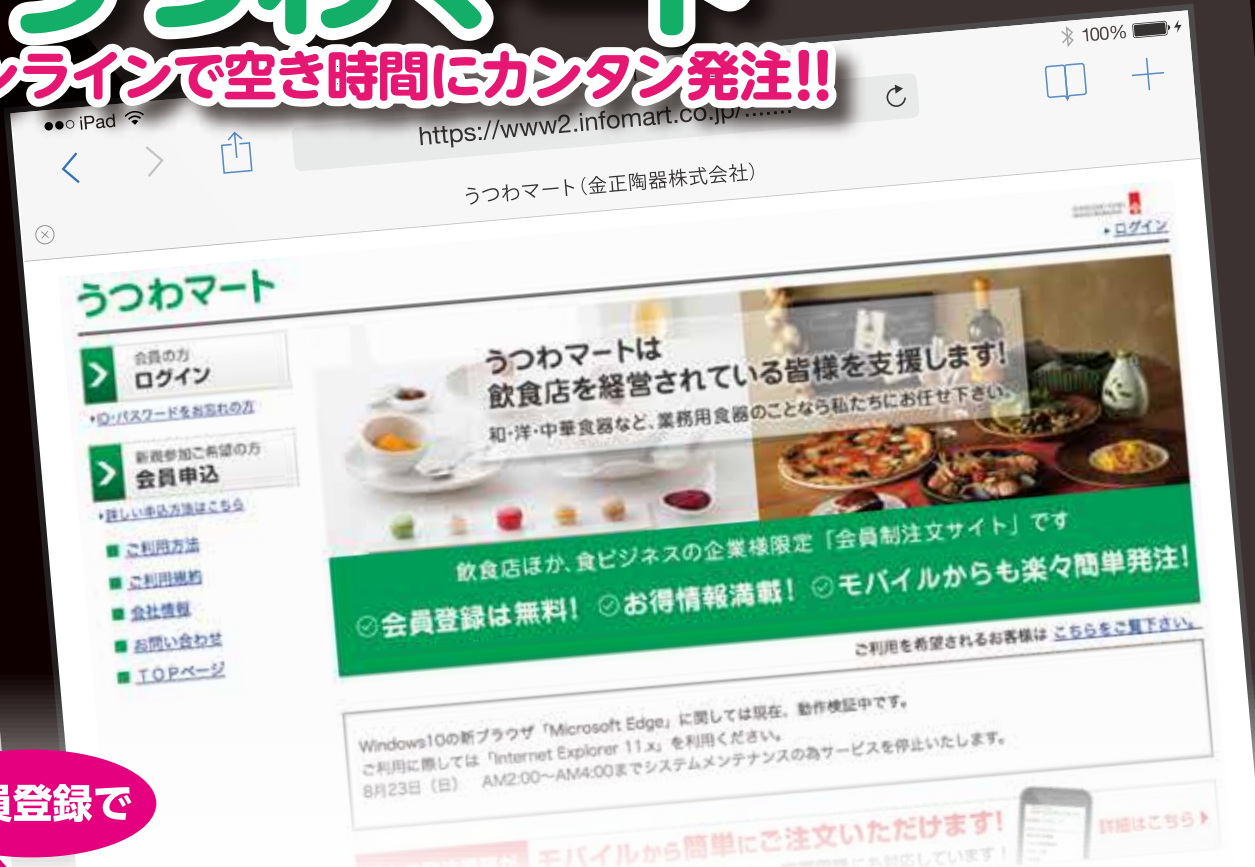 うつわマート
ンラインで空き時間にカンタン発注!!
iPad
100%
https://www2.infomart.co.jp/.......
うつわマート（金正陶器株式会社）
ログイン
うつわマート
会員の方
ログイン
ID・パスワードをお忘れの方
新規参加ご希望の方
会員申込
詳しい申込方法はこちら
ご利用方法
ご利用規約
会社情報
お問い合わせ
TOPページ
うつわマートは
飲食店を経営されている皆様を支援します!
和・洋・中華食器など、業務用食器のことなら私たちにお任せ下さい。
飲食店ほか、食ビジネスの企業様限定「会員制注文サイト」です
会員登録は無料! お得情報満載! モバイルからも楽々簡単発注!
ご利用を希望されるお客様は こちらをご覧下さい。
Windows10の新ブラウザ「Microsoft Edge」に関しては現在、動作検証中です。
ご利用に際しては「Internet Explorer 11.x」を利用ください。
8月23日（日） AM2:00～AM4:00までシステムメンテナンスの為サービスを停止いたします。
員登録で
モバイルから簡単にご注文いただけます!
詳細はこちら
にも対応しています!